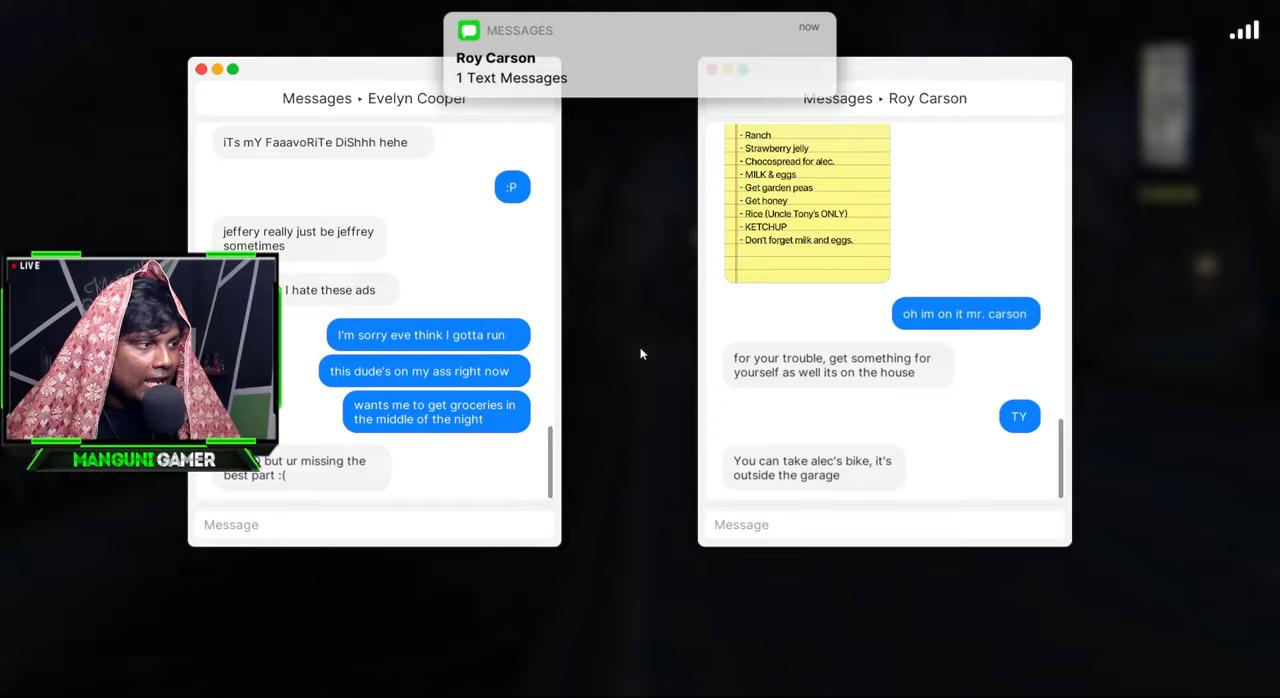 MESSAGES
now
Roy Carson
1 Text Messages
Messages ▸ Evelyn Cooper
iTs mY FaaavoRiTe DiShhh hehe
:P
jeffery really just be jeffrey
sometimes
I hate these ads
I'm sorry eve think I gotta run
this dude's on my ass right now
wants me to get groceries in
the middle of the night
but ur missing the
best part :(
Message
Messages ▸ Roy Carson
- Ranch
- Strawberry jelly
- Chocospread for alec.
- MILK & eggs
- Get garden peas
- Get honey
- Rice (Uncle Tony's ONLY)
- KETCHUP
- Don't forget milk and eggs.
oh im on it mr. carson
for your trouble, get something for
yourself as well its on the house
TY
You can take alec's bike, it's
outside the garage
Message
LIVE
MANGUNI GAMER